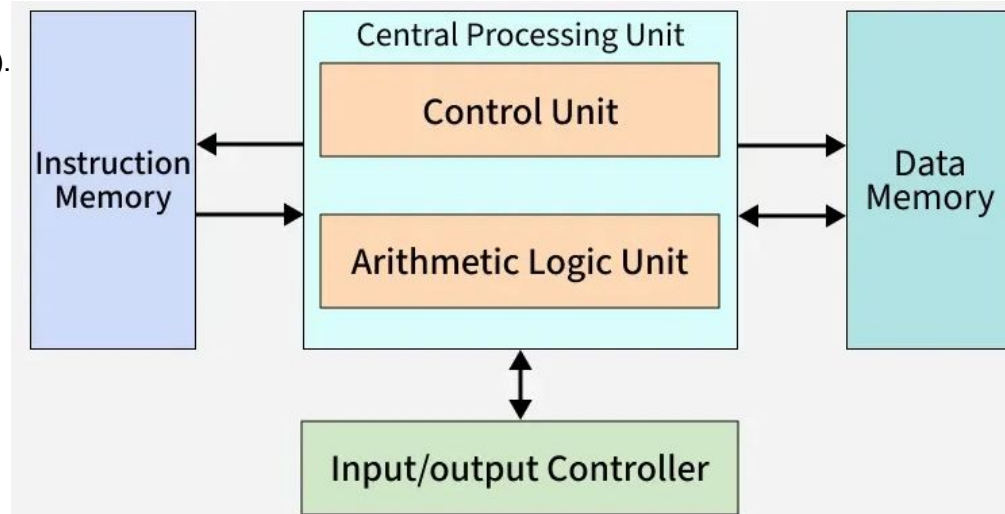 ).
Central Processing Unit
Control Unit
Instruction
Memory
Data
Memory
Arithmetic Logic Unit
Input/output Controller